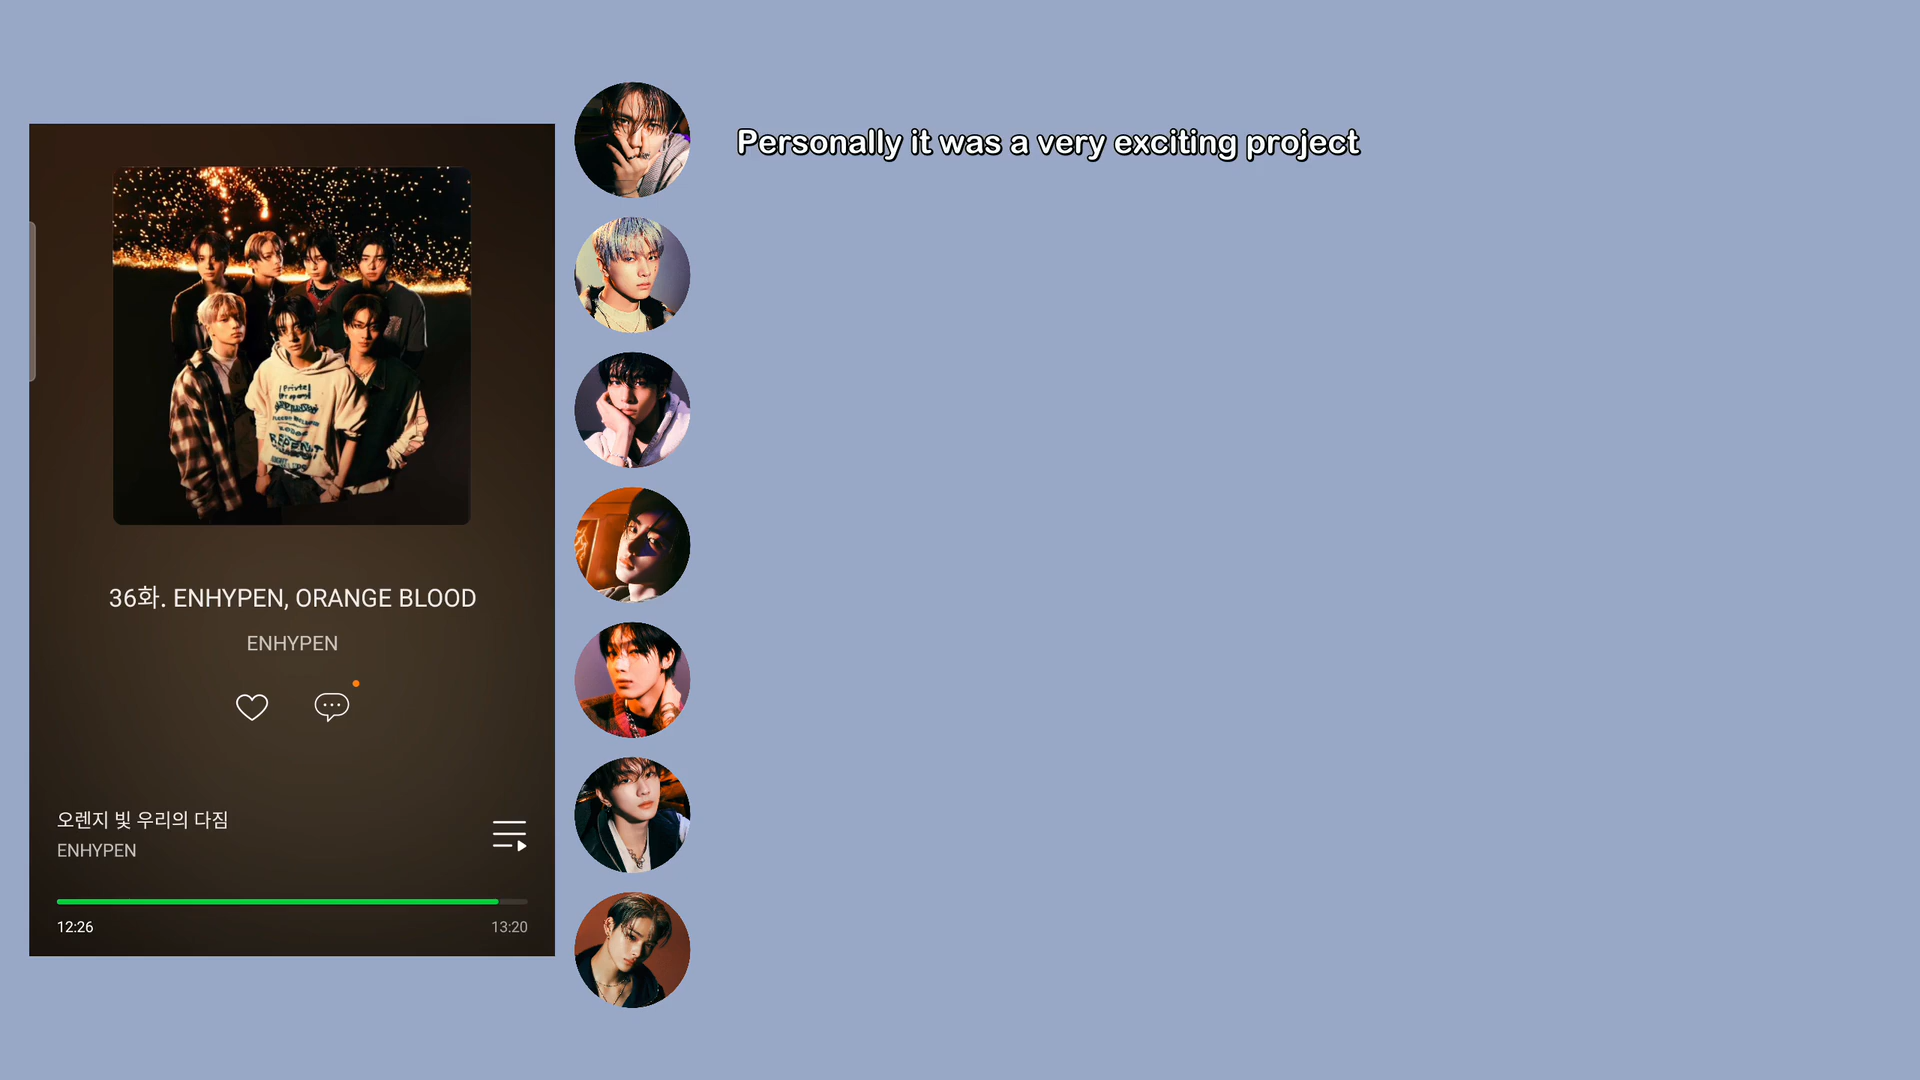 Personally it was a very exciting project
36화. ENHYPEN, ORANGE BLOOD
ENHYPEN
오렌지 빛 우리의 다짐
ENHYPEN
12:26
13:20